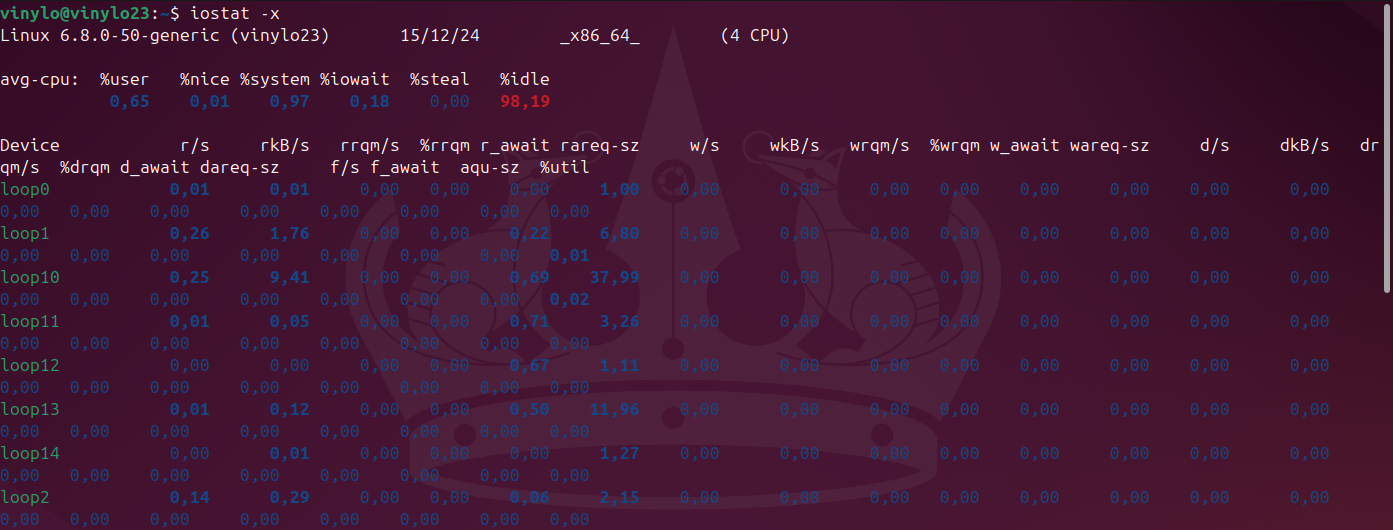 vinylo@vinylo23:~$ iostat -x
Linux 6.8.0-50-generic (vinylo23) 	15/12/24 	_x86_64_	(4 CPU)
avg-cpu:  %user   %nice %system %iowait  %steal   %idle
           0,65    0,01    0,97    0,18    0,00   98,19
Device            r/s     rkB/s   rrqm/s  %rrqm r_await rareq-sz     w/s     wkB/s   wrqm/s  %wrqm w_await wareq-sz     d/s     dkB/s   dr
qm/s  %drqm d_await dareq-sz     f/s f_await  aqu-sz  %util
loop0            0,01      0,01     0,00   0,00    0,00     1,00    0,00      0,00     0,00   0,00    0,00     0,00    0,00      0,00
0,00   0,00    0,00     0,00    0,00    0,00    0,00   0,00
loop1            0,26      1,76     0,00   0,00    0,22     6,80    0,00      0,00     0,00   0,00    0,00     0,00    0,00      0,00
0,00   0,00    0,00     0,00    0,00    0,00    0,00   0,01
loop10           0,25      9,41     0,00   0,00    0,69    37,99    0,00      0,00     0,00   0,00    0,00     0,00    0,00      0,00
0,00   0,00    0,00     0,00    0,00    0,00    0,00   0,02
loop11           0,01      0,05     0,00   0,00    0,71     3,26    0,00      0,00     0,00   0,00    0,00     0,00    0,00      0,00
0,00   0,00    0,00     0,00    0,00    0,00    0,00   0,00
loop12           0,00      0,00     0,00   0,00    0,67     1,11    0,00      0,00     0,00   0,00    0,00     0,00    0,00      0,00
0,00   0,00    0,00     0,00    0,00    0,00    0,00   0,00
loop13           0,01      0,12     0,00   0,00    0,50    11,96    0,00      0,00     0,00   0,00    0,00     0,00    0,00      0,00
0,00   0,00    0,00     0,00    0,00    0,00    0,00   0,00
loop14           0,00      0,01     0,00   0,00    0,00     1,27    0,00      0,00     0,00   0,00    0,00     0,00    0,00      0,00
0,00   0,00    0,00     0,00    0,00    0,00    0,00   0,00
loop2            0,14      0,29     0,00   0,00    0,06     2,15    0,00      0,00     0,00   0,00    0,00     0,00    0,00      0,00
0,00   0,00    0,00     0,00    0,00    0,00    0,00   0,00